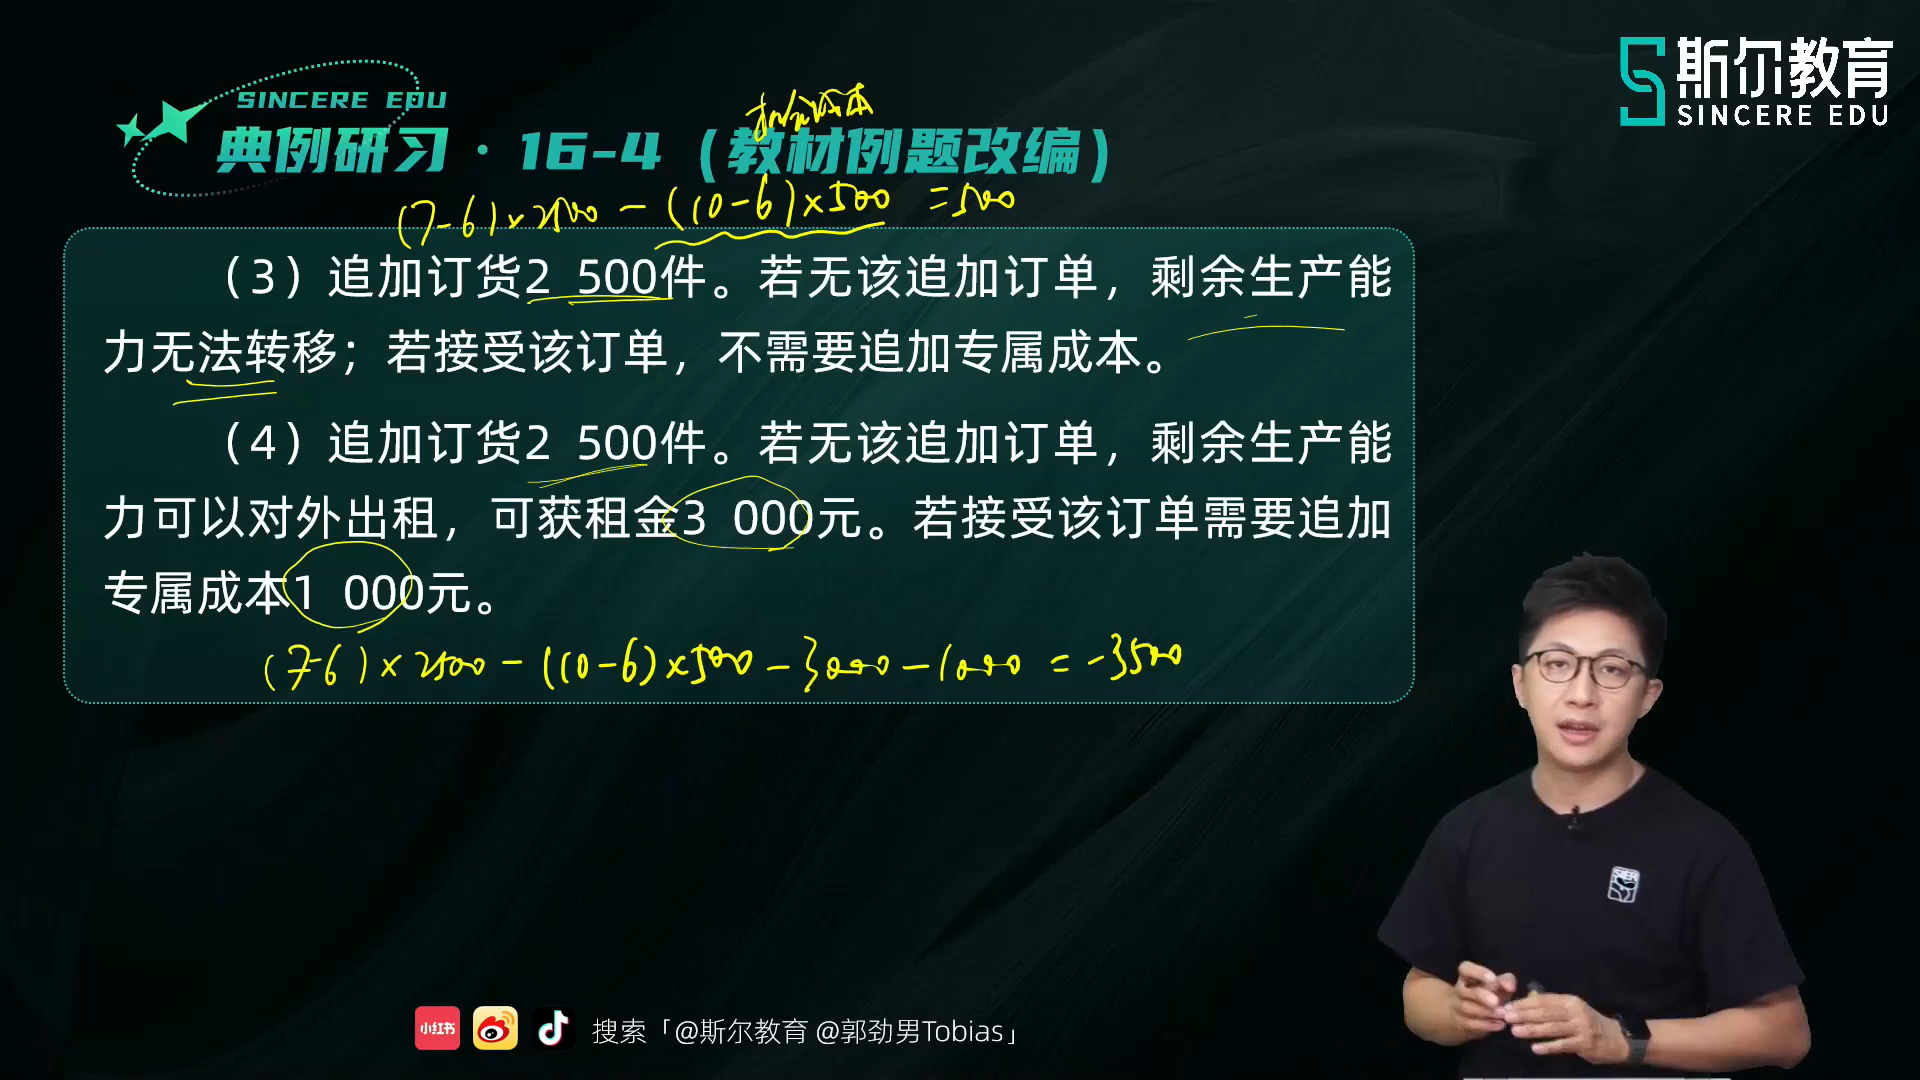 SINCERE EDU
典例研习·16-4（教材例题改编）
斯尔教育
SINCERE EDU
(7-6)×2500-(10-6)×500=500
（3）追加订货2 500件。若无该追加订单，剩余生产能
力无法转移；若接受该订单，不需要追加专属成本。
（4）追加订货2 500件。若无该追加订单，剩余生产能
力可以对外出租，可获租金3 000元。若接受该订单需要追加
专属成本1 000元。
(7-6)×2500-(10-6)×500-3000-1000=-3500
小红书
搜索「@斯尔教育 @郭劲男Tobias」